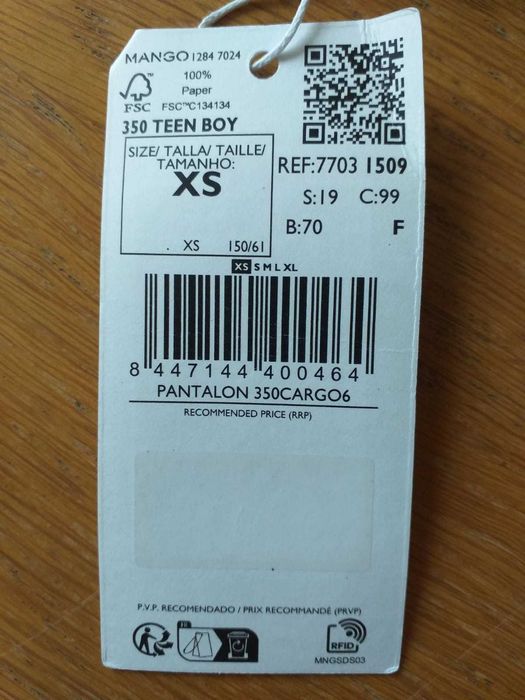 MANGO 1284 7024
100%
Paper
FSC
FSC™C134134
350 TEEN BOY
SIZE/ TALLA/ TAILLE/
TAMANHO:
XS
. XS 150/61
REF:7703 1509
S:19 C:99
B:70 F
XS S M L XL
8 447144 400464
PANTALON 350CARGO6
RECOMMENDED PRICE (RRP)
P.V.P. RECOMENDADO / PRIX RECOMMANDÉ (PRVP)
FR
RFID
MNGSDS03